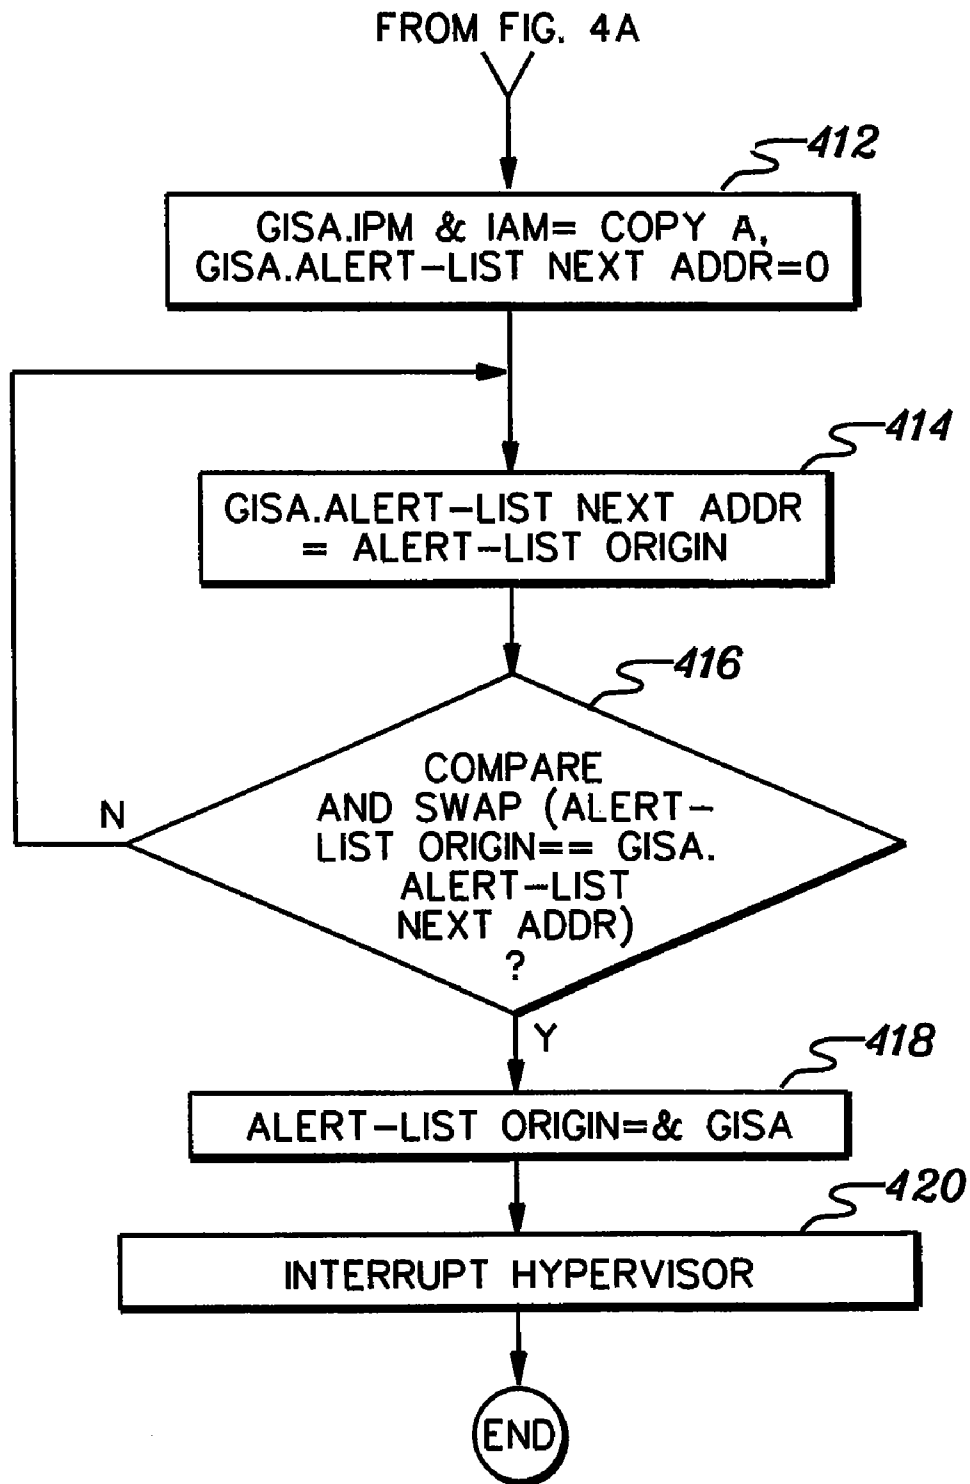 FROM FIG. 4A
412
GISA.IPM & IAM= COPY A,
GISA.ALERT-LIST NEXT ADDR=0
414
GISA.ALERT-LIST NEXT ADDR
= ALERT-LIST ORIGIN
416
COMPARE
AND SWAP (ALERT-
LIST ORIGIN== GISA.
ALERT-LIST
NEXT ADDR)
?
N
Y
418
ALERT-LIST ORIGIN=& GISA
420
INTERRUPT HYPERVISOR
END